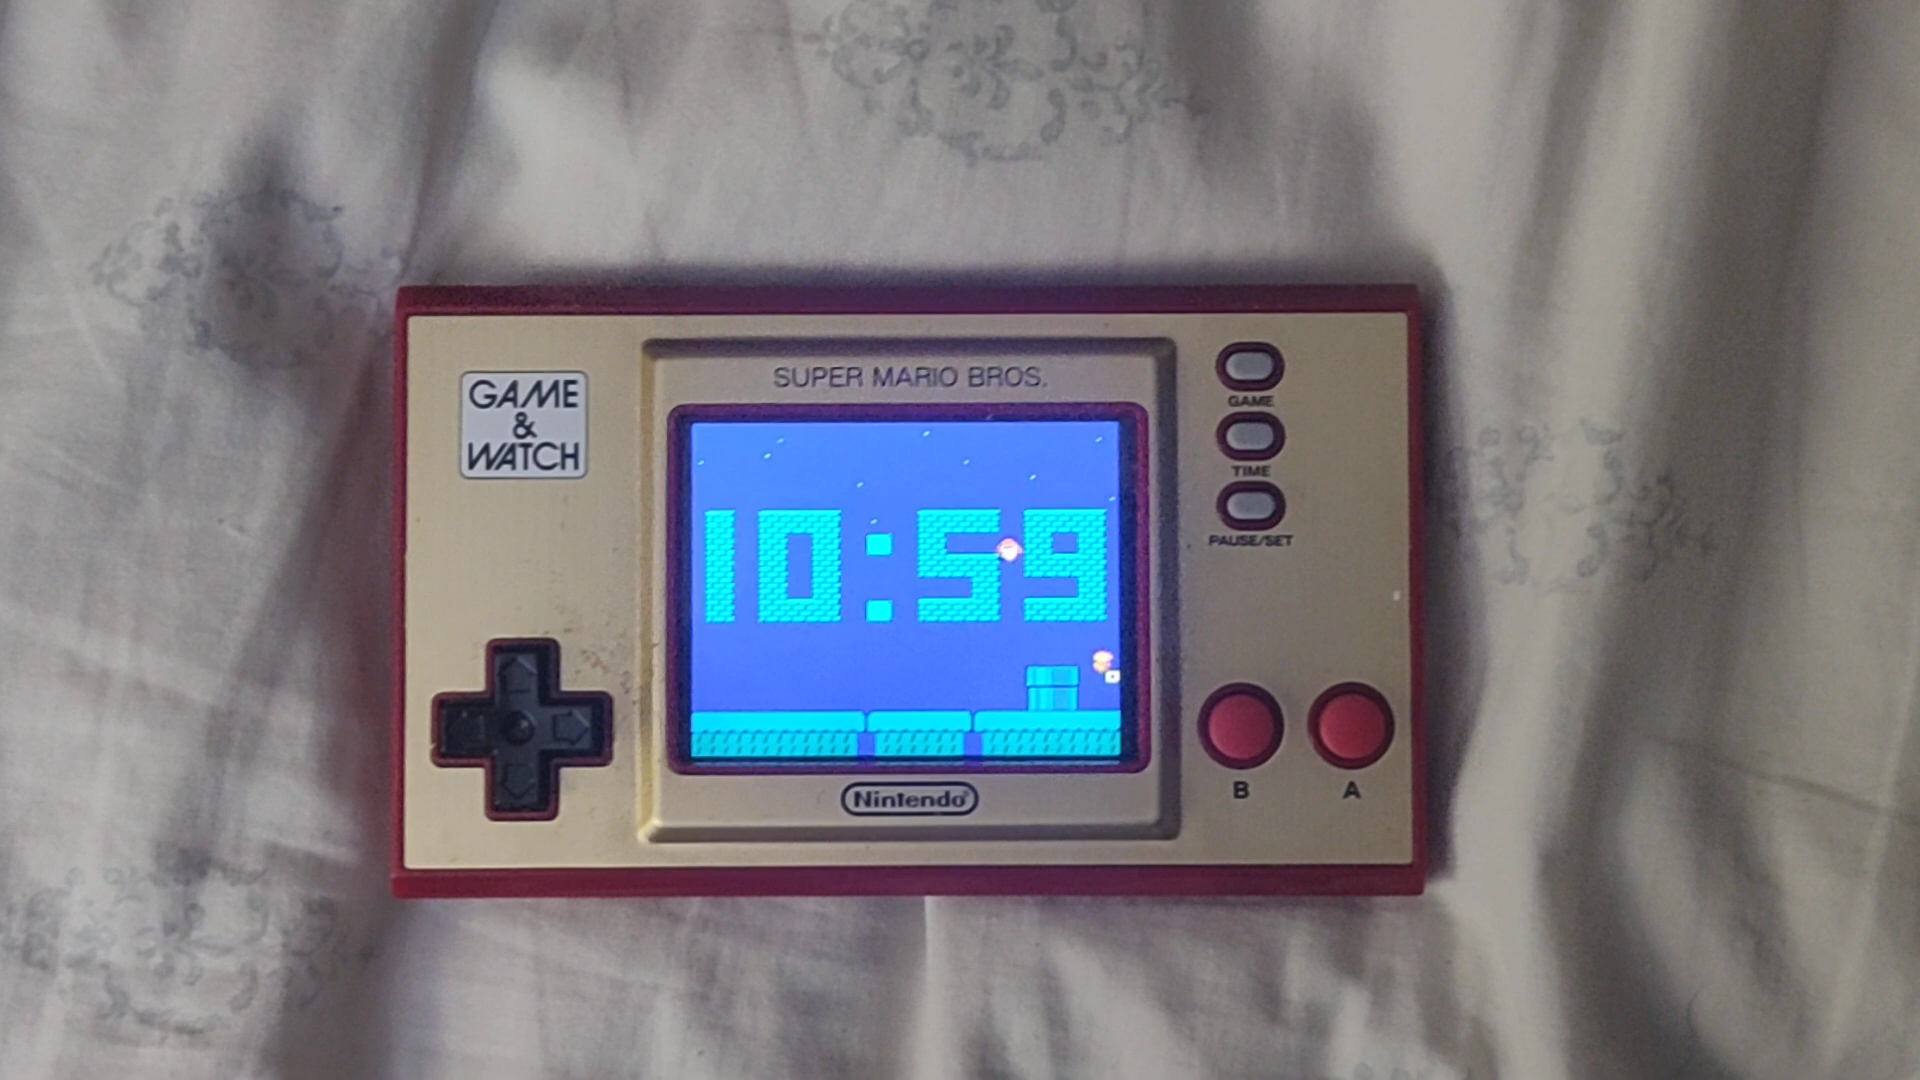 GAME
&
WATCH
SUPER MARIO BROS.
10:59
Nintendo®
GAME
TIME
PAUSE/SET
B
A